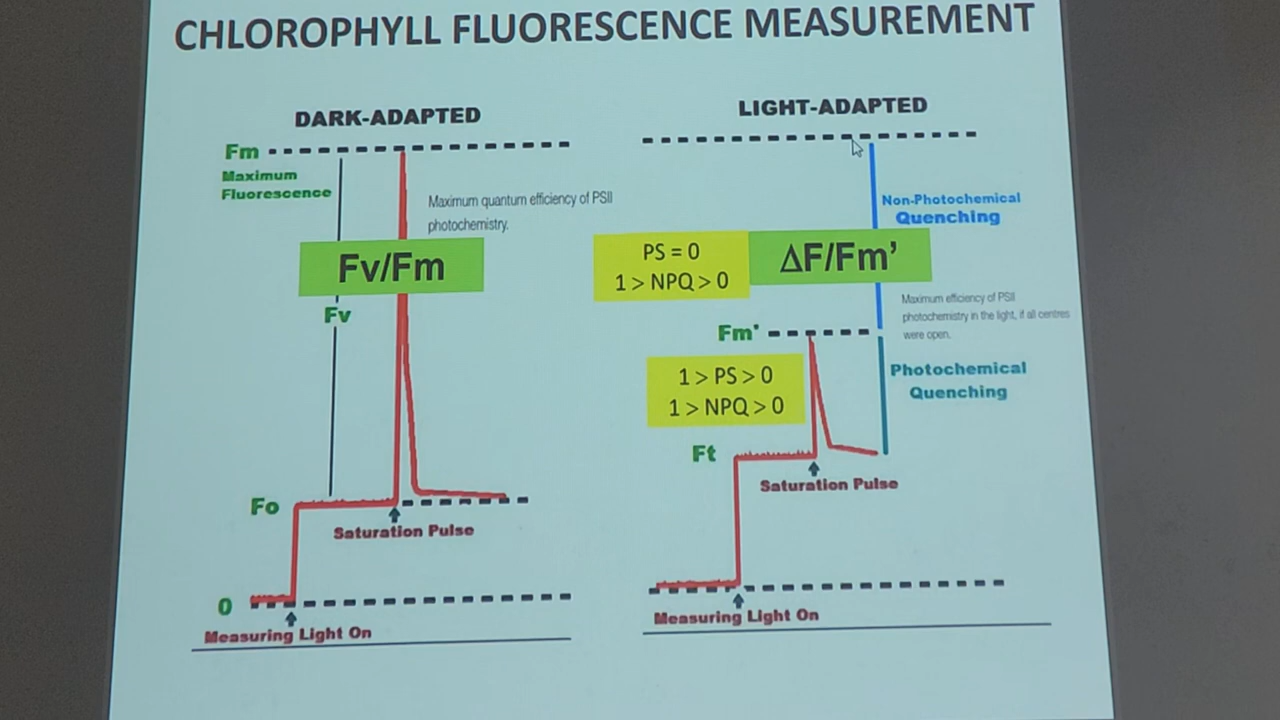 CHLOROPHYLL FLUORESCENCE MEASUREMENT
DARK-ADAPTED
Fm
Maximum
Fluorescence
Maximum quantum efficiency of PSII
photochemistry.
Fv/Fm
Fv
Fo
Saturation Pulse
0
Measuring Light On
LIGHT-ADAPTED
Non-Photochemical
Quenching
PS = 0
1 > NPQ > 0
ΔF/Fm’
Maximum efficiency of PSII
photochemistry in the light, if all centres
were open.
Fm'
1 > PS > 0
1 > NPQ > 0
Photochemical
Quenching
Ft
Saturation Pulse
Measuring Light On